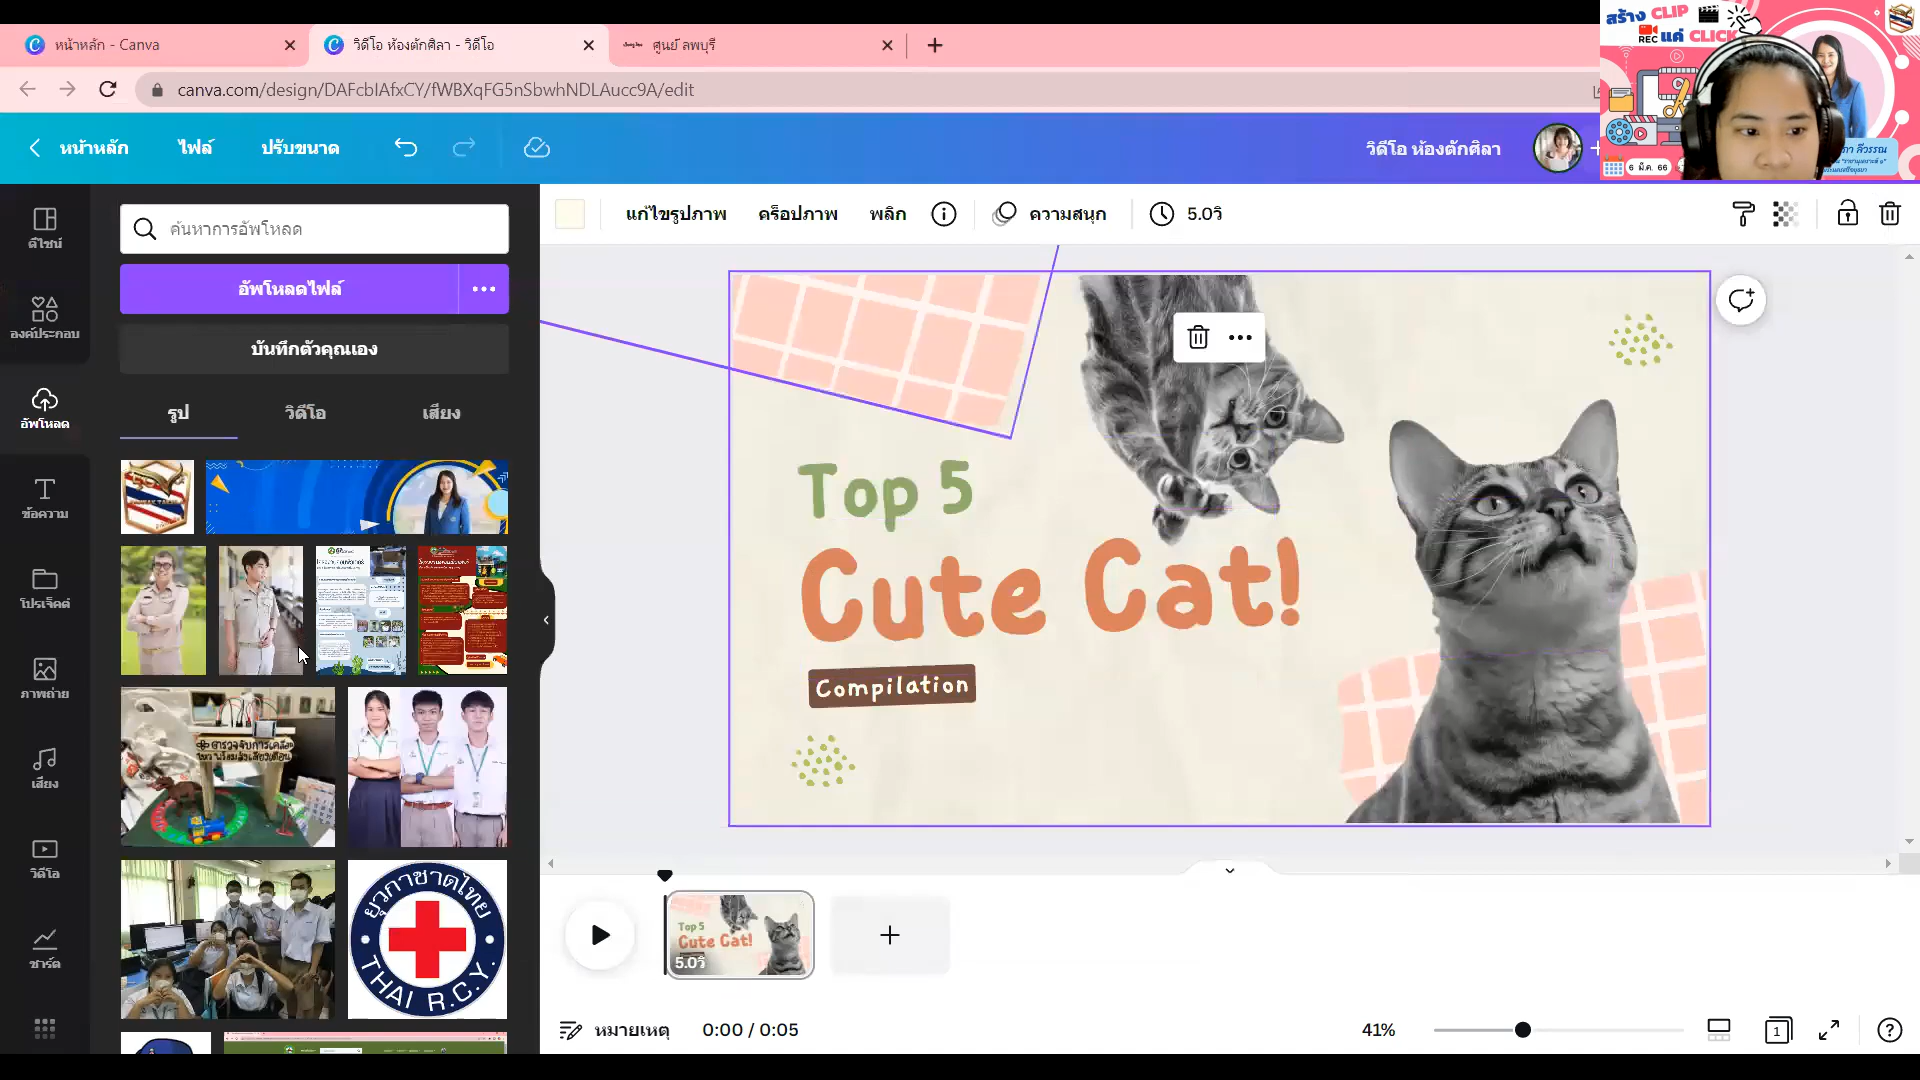 หน้าหลัก - Canva
วิดีโอ ห้องตักศิลา - วิดีโอ
ศูนย์ ลพบุรี
canva.com/design/DAFcbIAfxCY/fWBXqFG5nSbwhNDLAucc9A/edit
สร้าง CLIP
REC แค่ CLICK
6 มี.ค. 66
หน้าหลัก
ไฟล์
ปรับขนาด
วิดีโอ ห้องตักศิลา
ดีไซน์
องค์ประกอบ
อัพโหลด
ข้อความ
โปรเจ็คต์
ภาพถ่าย
เสียง
วิดีโอ
ชาร์ต
ค้นหาการอัพโหลด
อัพโหลดไฟล์
บันทึกตัวคุณเอง
รูป
วิดีโอ
เสียง
ยุวกาชาดไทย
THAI R.C.Y.
แก้ไขรูปภาพ
คร็อปภาพ
พลิก
ความสนุก
5.0วิ
Top 5
Cute Cat!
Compilation
Top 5
Cute Cat!
5.0วิ
หมายเหตุ
0:00 / 0:05
41%
1